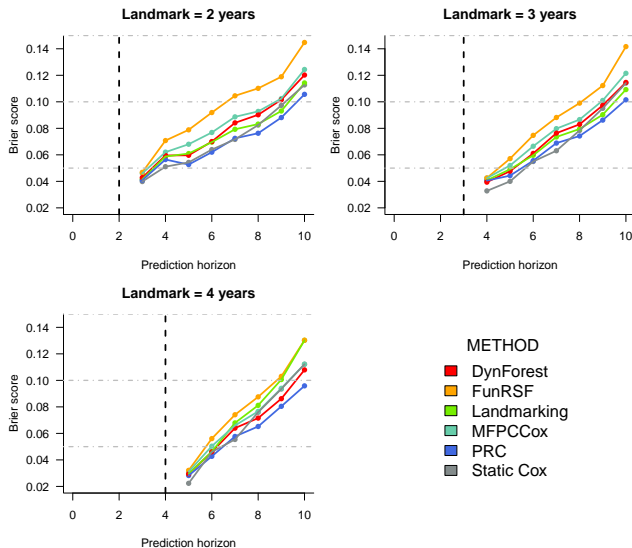 Landmark = 2 years
Brier score
0.14
0.12
0.10
0.08
0.06
0.04
0.02
0 2 4 6 8 10
Prediction horizon
Landmark = 3 years
Brier score
0.14
0.12
0.10
0.08
0.06
0.04
0.02
0 2 4 6 8 10
Prediction horizon
Landmark = 4 years
Brier score
0.14
0.12
0.10
0.08
0.06
0.04
0.02
0 2 4 6 8 10
Prediction horizon
METHOD
DynForest
FunRSF
Landmarking
MFPCCox
PRC
Static Cox